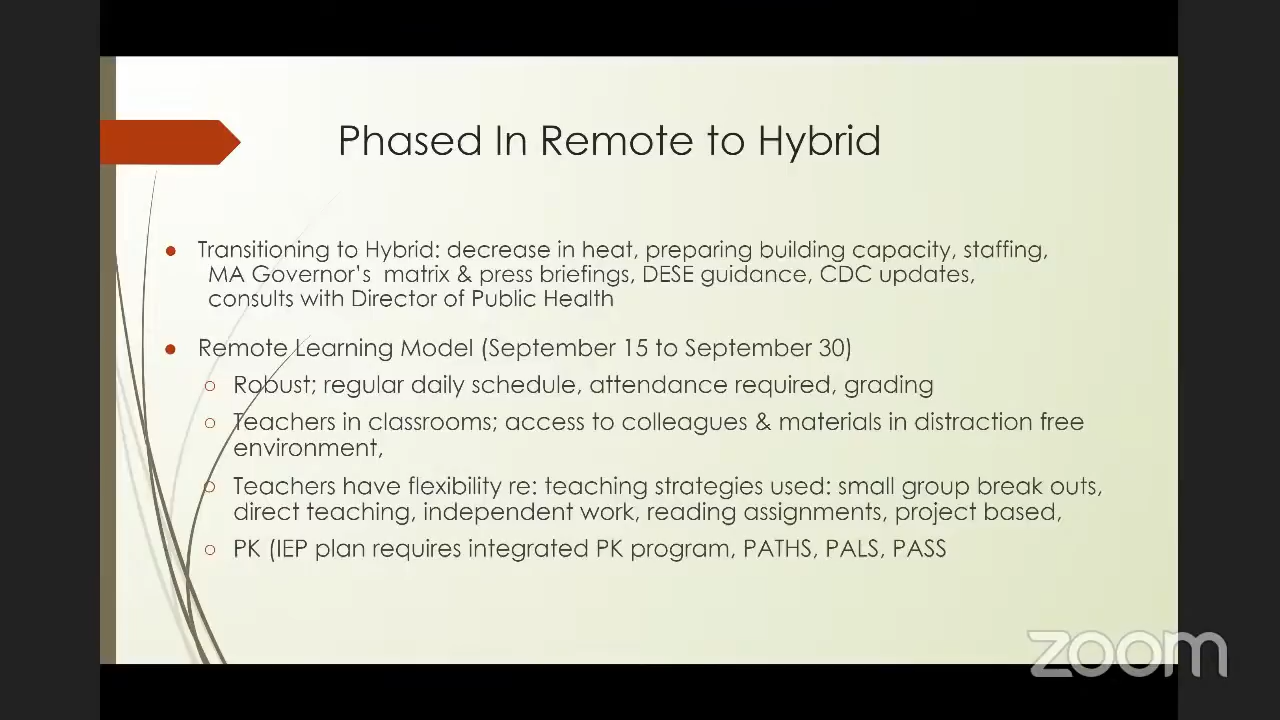 Phased In Remote to Hybrid
● Transitioning to Hybrid: decrease in heat, preparing building capacity, staffing,
MA Governor's matrix & press briefings, DESE guidance, CDC updates,
consults with Director of Public Health
● Remote Learning Model (September 15 to September 30)
○ Robust; regular daily schedule, attendance required, grading
○ Teachers in classrooms; access to colleagues & materials in distraction free
environment,
○ Teachers have flexibility re: teaching strategies used: small group break outs,
direct teaching, independent work, reading assignments, project based,
○ PK (IEP plan requires integrated PK program, PATHS, PALS, PASS
zoom